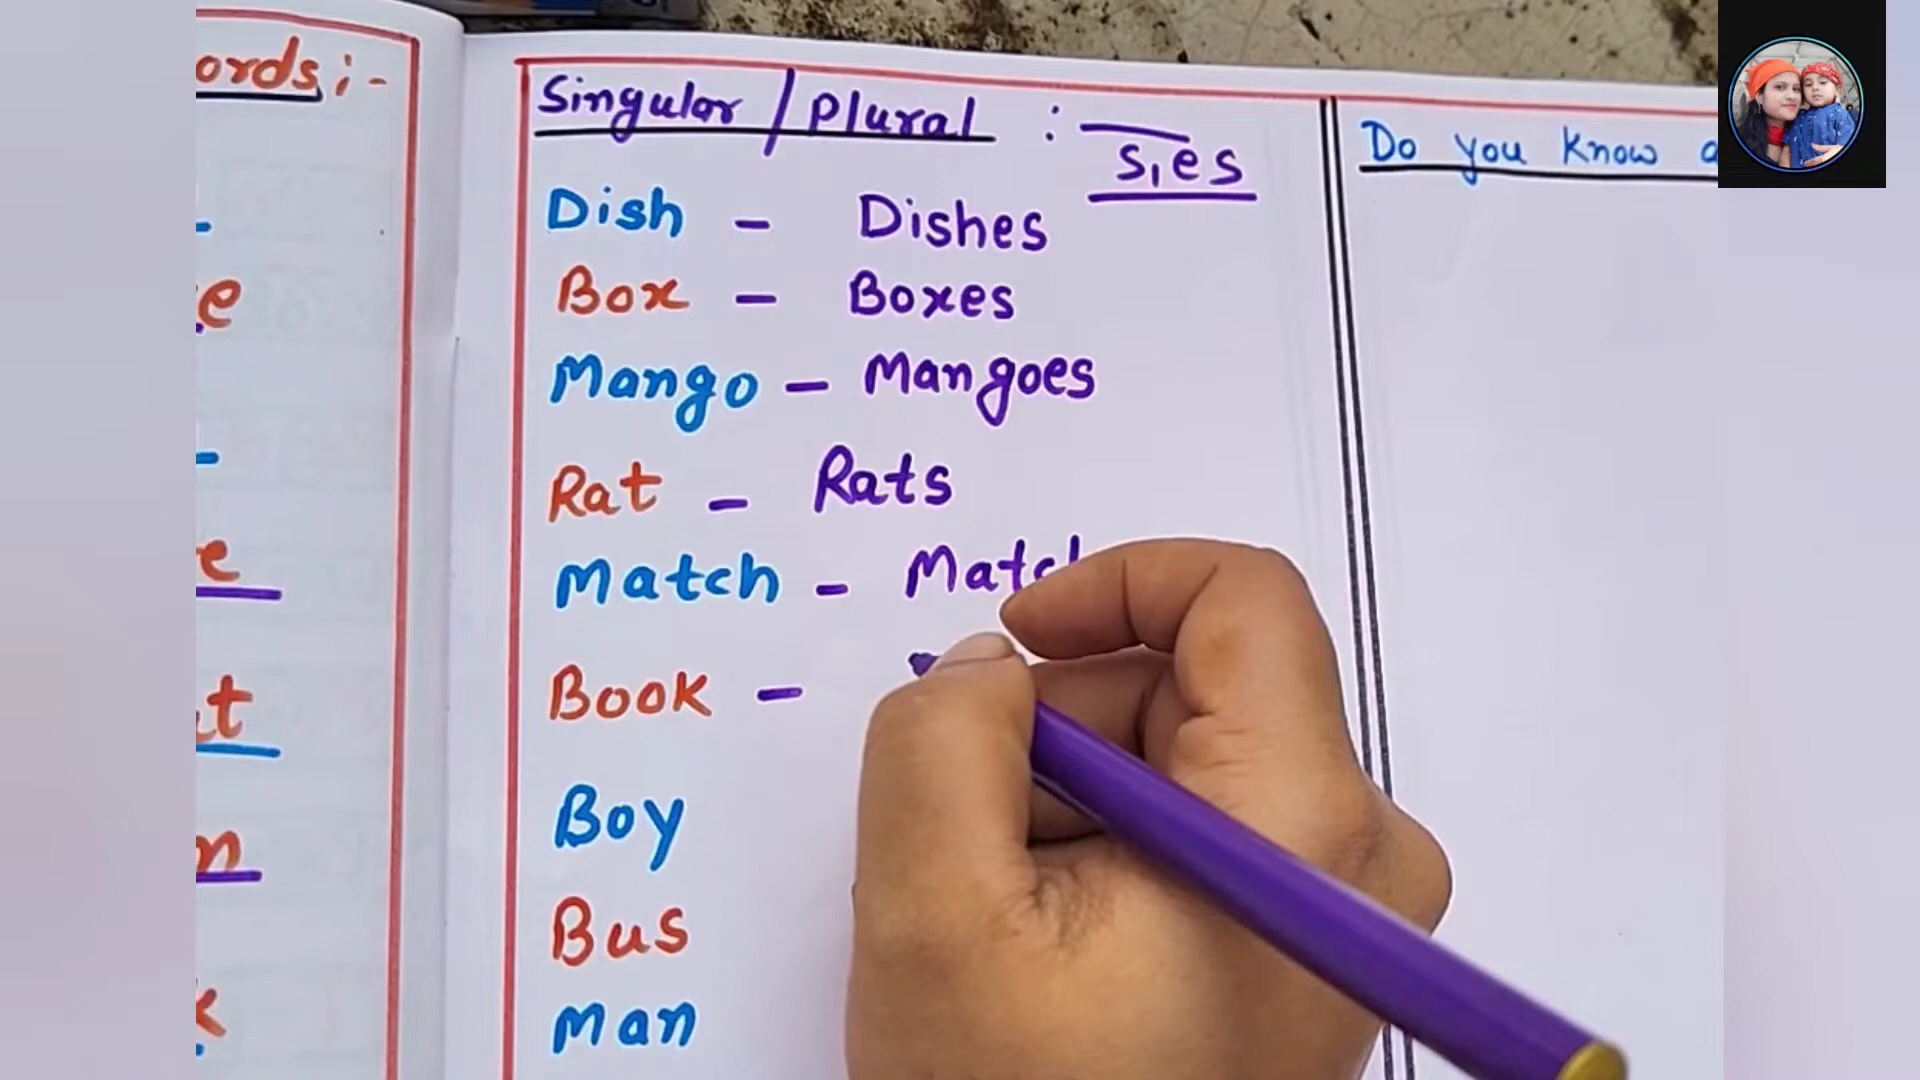 ords :-
Singular / Plural : s, es
Dish - Dishes
Box - Boxes
Mango - Mangoes
Rat - Rats
Match -
Book -
Boy
Bus
Man
Do you know